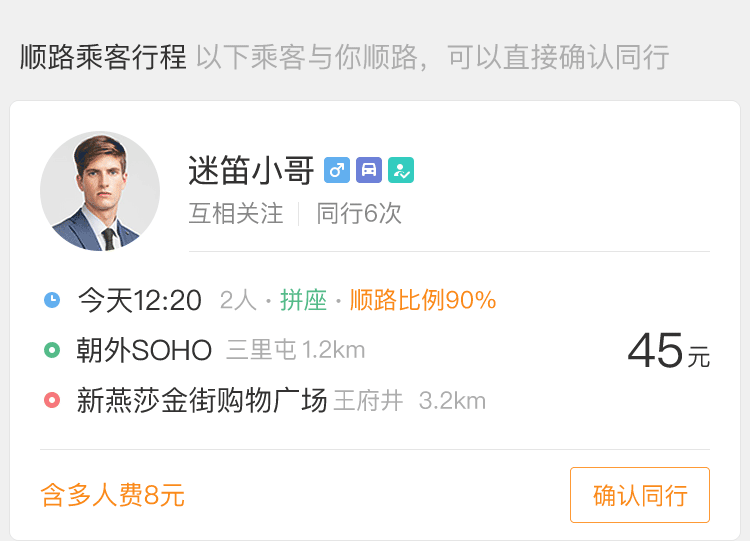 顺路乘客行程 以下乘客与你顺路，可以直接确认同行
迷笛小哥
互相关注 同行6次
今天12:20 2人 · 拼座 · 顺路比例90%
朝外SOHO 三里屯 1.2km
45元
新燕莎金街购物广场 王府井 3.2km
含多人费8元 确认同行